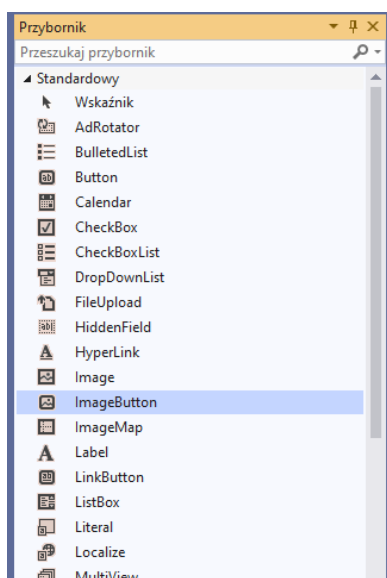 Przybornik
Przeszukaj przybornik
Standardowy
Wskaźnik
AdRotator
BulletedList
Button
Calendar
CheckBox
CheckBoxList
DropDownList
FileUpload
HiddenField
HyperLink
Image
ImageButton
ImageMap
Label
LinkButton
ListBox
Literal
Localize
MultiView